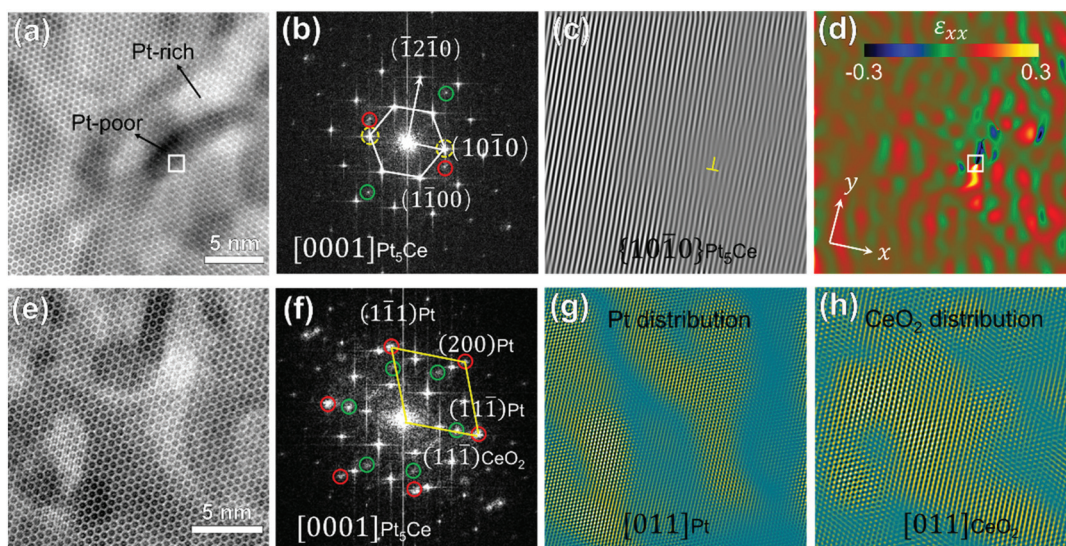 (a)
Pt-rich
Pt-poor
5 nm
(b)
(1̄21̄0)
(101̄0)
(11̄00)
[0001]Pt₅Ce
(c)
⊥
{101̄0}Pt₅Ce
(d)
εₓₓ
-0.3 0.3
y
x
(e)
5 nm
(f)
(11̄1)Pt
(200)Pt
(111̄)Pt
(111̄)CeO₂
[0001]Pt₅Ce
(g)
Pt distribution
[011]Pt
(h)
CeO₂ distribution
[011]CeO₂